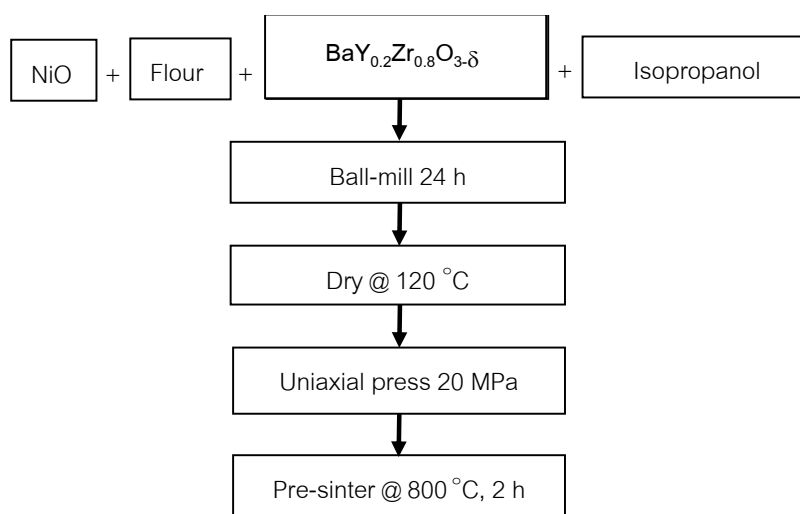 NiO + Flour + BaY₀.₂Zr₀.₈O₃₋δ + Isopropanol
Ball-mill 24 h
Dry @ 120 °C
Uniaxial press 20 MPa
Pre-sinter @ 800 °C, 2 h